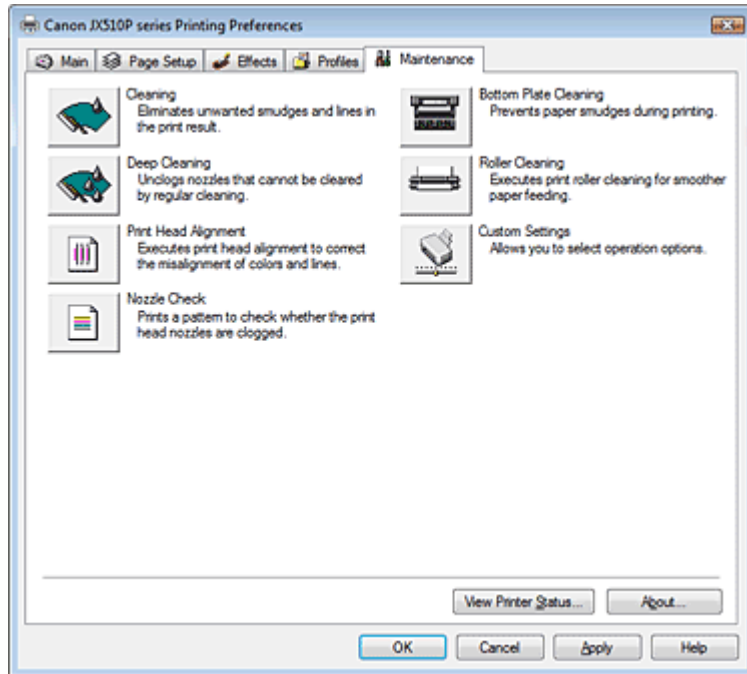 Canon JX510P series Printing Preferences
Main
Page Setup
Effects
Profiles
Maintenance
Cleaning
Eliminates unwanted smudges and lines in
the print result.
Deep Cleaning
Unclogs nozzles that cannot be cleared
by regular cleaning.
Print Head Alignment
Executes print head alignment to correct
the misalignment of colors and lines.
Nozzle Check
Prints a pattern to check whether the print
head nozzles are clogged.
Bottom Plate Cleaning
Prevents paper smudges during printing.
Roller Cleaning
Executes print roller cleaning for smoother
paper feeding.
Custom Settings
Allows you to select operation options.
View Printer Status...
About...
OK
Cancel
Apply
Help